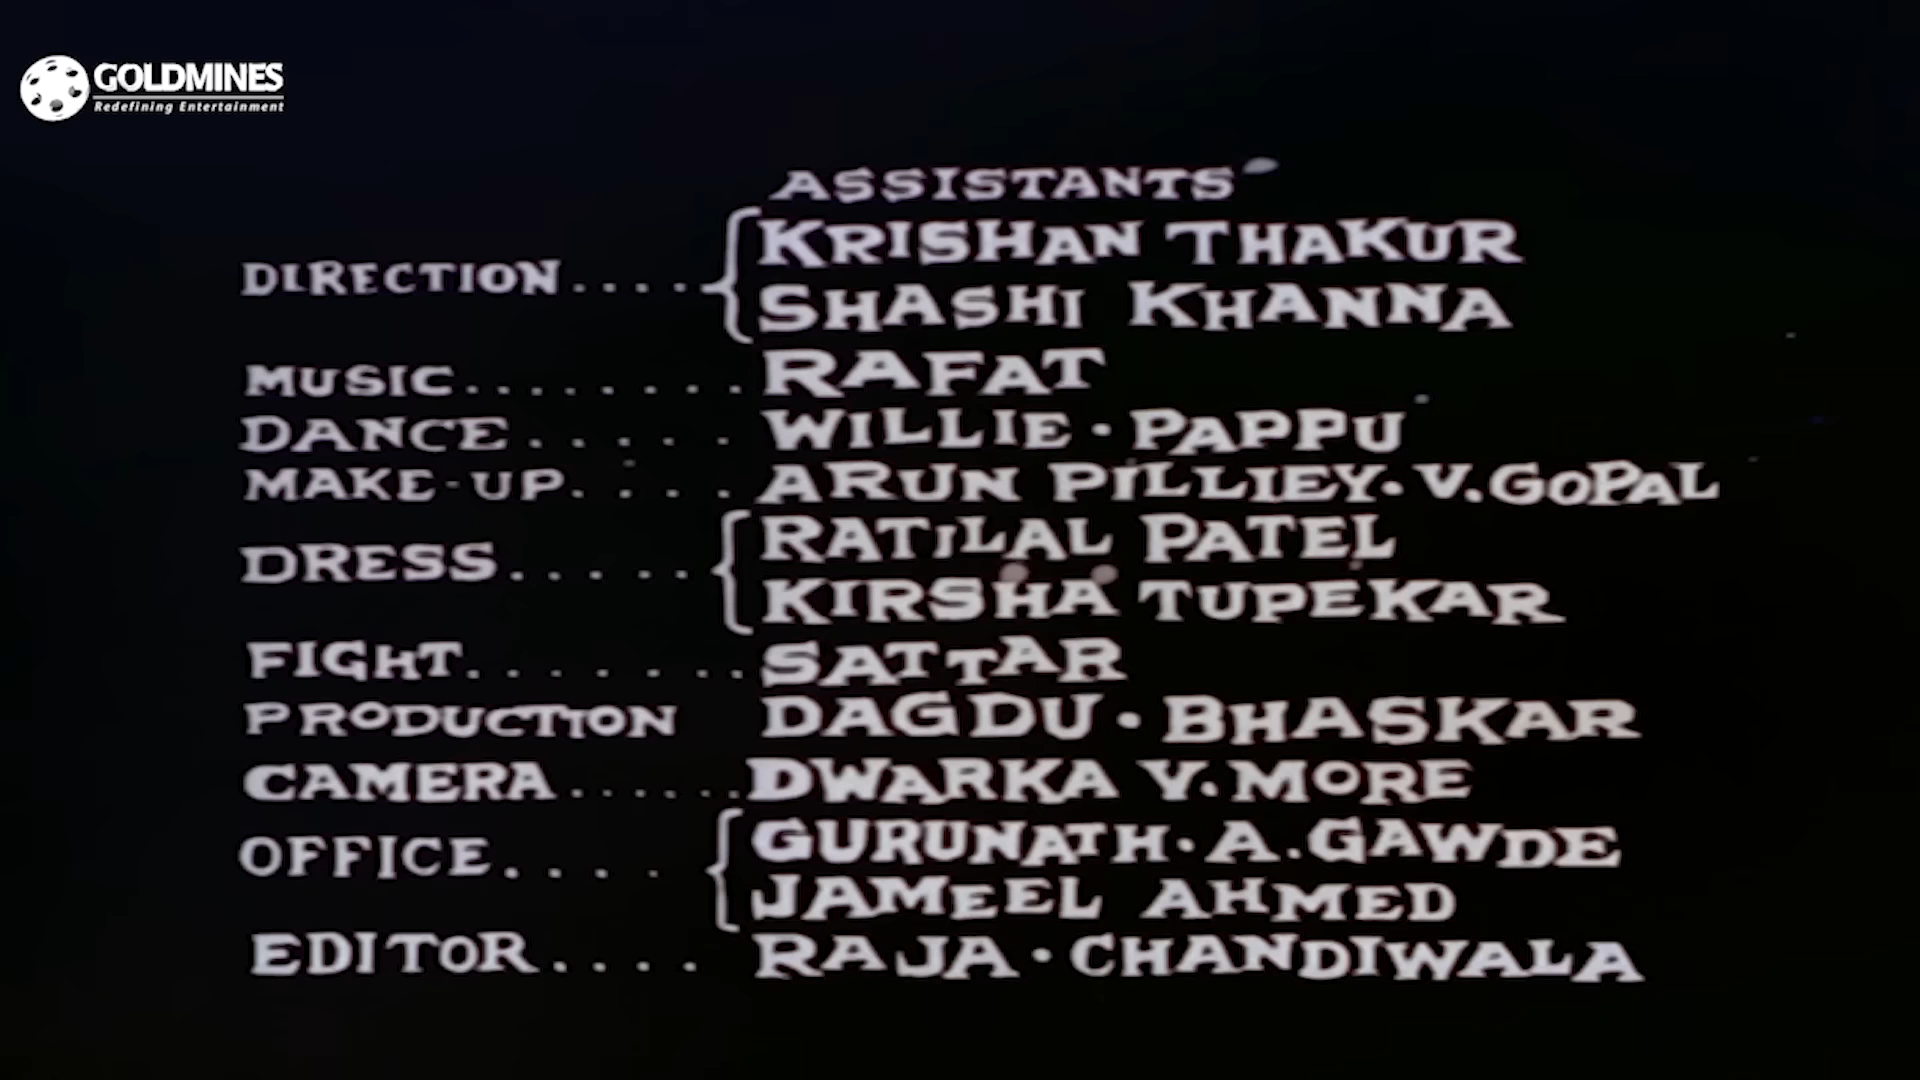 GOLDMINES
Redefining Entertainment
ASSISTANTS
DIRECTION.... { KRISHAN THAKUR
SHASHI KHANNA
MUSIC........ RAFAT
DANCE..... WILLIE · PAPPU
MAKE-UP.... ARUN PILLIEY · V. GOPAL
DRESS..... { RATILAL PATEL
KIRSHA TUPEKAR
FIGHT....... SATTAR
PRODUCTION DAGDU · BHASKAR
CAMERA...... DWARKA V. MORE
OFFICE.... { GURUNATH · A. GAWDE
JAMEEL AHMED
EDITOR.... RAJA · CHANDIWALA